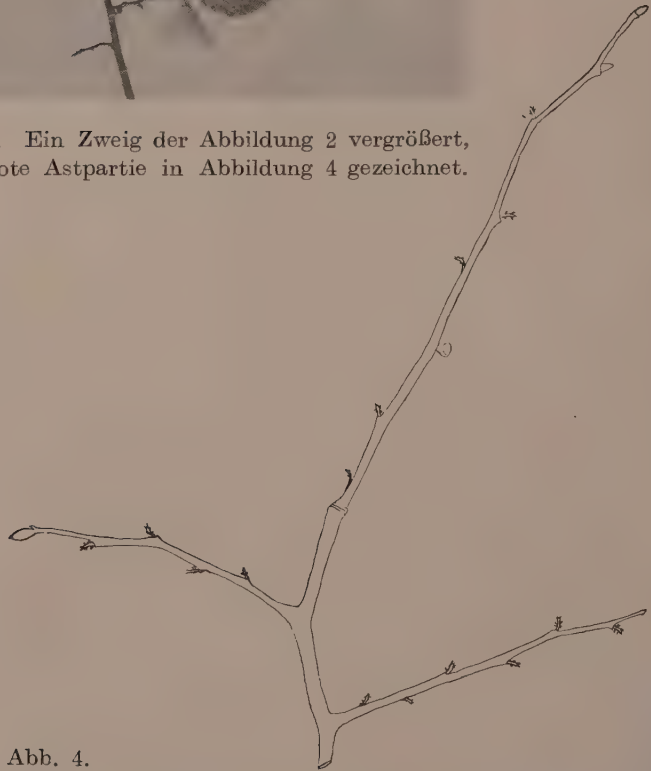 Ein Zweig der Abbildung 2 vergrößert,
Astpartie in Abbildung 4 gezeichnet.
Abb. 4.